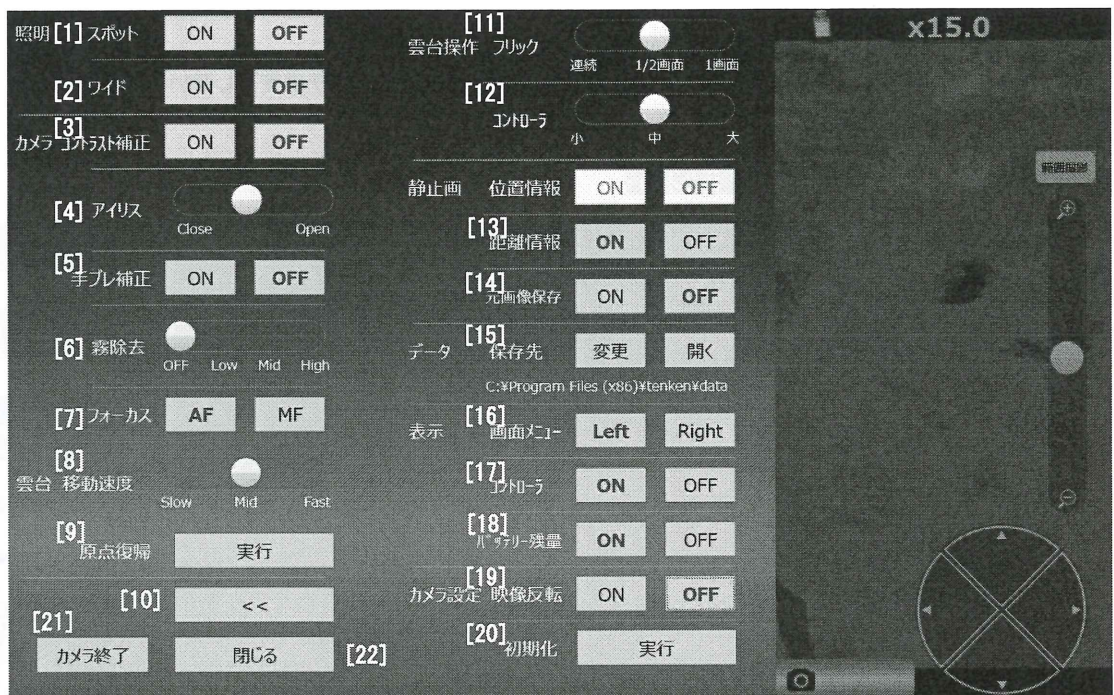 照明 [1] スポット ON OFF
[2] ワイド ON OFF
[3]
カメラ コントラスト補正 ON OFF
[4] アイリス
Close Open
[5]
手ブレ補正 ON OFF
[6] 霧除去
OFF Low Mid High
[7] フォーカス AF MF
[8]
雲台 移動速度
Slow Mid Fast
[9]
原点復帰 実行
[10] <<
[21]
カメラ終了 閉じる [22]
[11]
雲台操作 フリック
連続 1/2画面 1画面
[12]
コントローラ
小 中 大
静止画 位置情報 ON OFF
[13]
距離情報 ON OFF
[14]
元画像保存 ON OFF
[15]
データ 保存先 変更 開く
C:¥Program Files (x86)¥tenken¥data
[16]
表示 画面メニュー Left Right
[17]
コントローラ ON OFF
[18]
バッテリー残量 ON OFF
[19]
カメラ設定 映像反転 ON OFF
[20]
初期化 実行
x15.0
範囲撮影